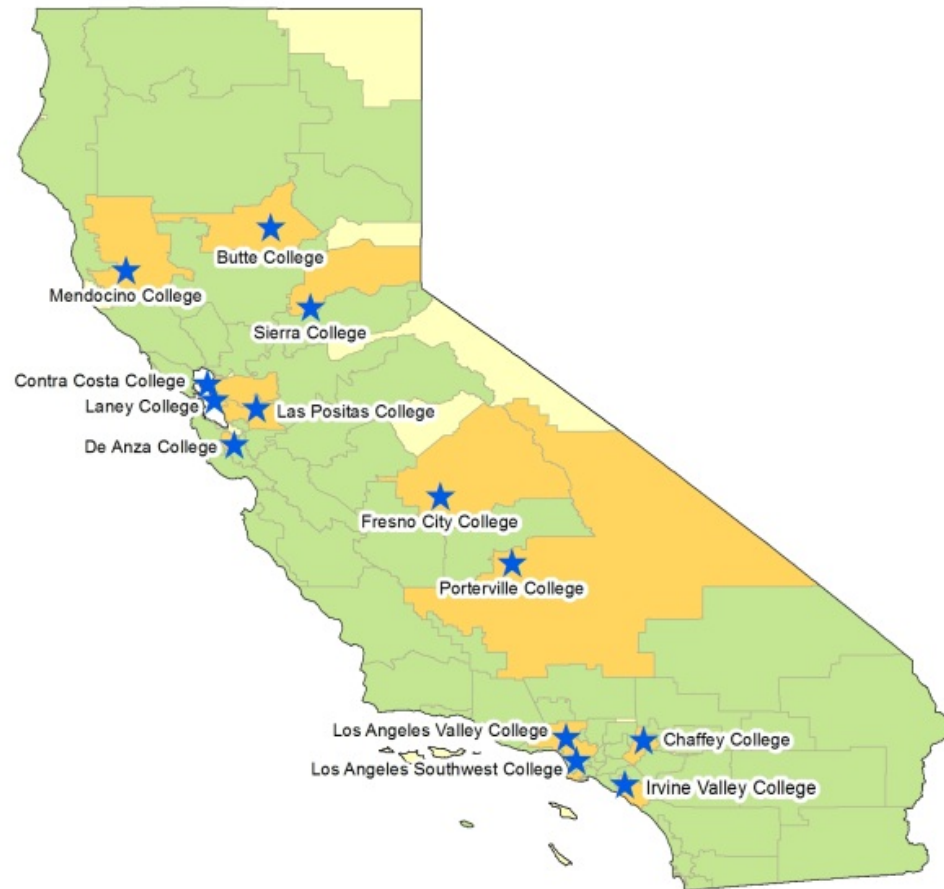 Butte College
Mendocino College
Sierra College
Contra Costa College
Laney College
Las Positas College
De Anza College
Fresno City College
Porterville College
Los Angeles Valley College
Chaffey College
Los Angeles Southwest College
Irvine Valley College